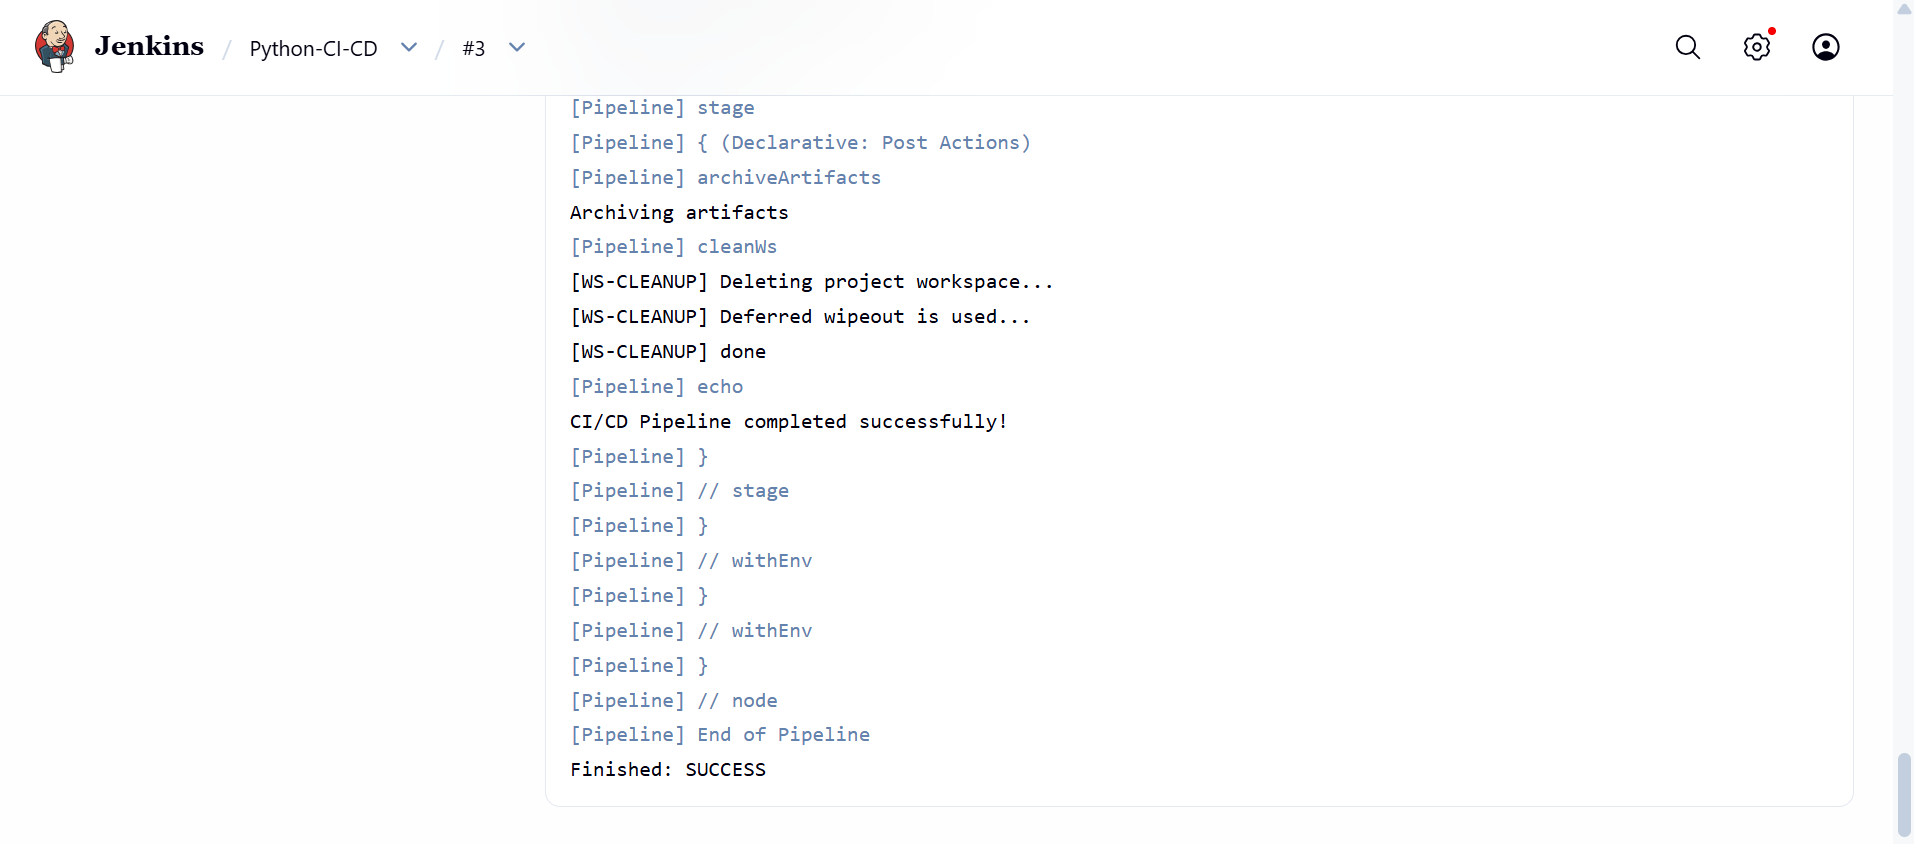 Jenkins / Python-CI-CD / #3
[Pipeline] stage
[Pipeline] { (Declarative: Post Actions)
[Pipeline] archiveArtifacts
Archiving artifacts
[Pipeline] cleanWs
[WS-CLEANUP] Deleting project workspace...
[WS-CLEANUP] Deferred wipeout is used...
[WS-CLEANUP] done
[Pipeline] echo
CI/CD Pipeline completed successfully!
[Pipeline] }
[Pipeline] // stage
[Pipeline] }
[Pipeline] // withEnv
[Pipeline] }
[Pipeline] // withEnv
[Pipeline] }
[Pipeline] // node
[Pipeline] End of Pipeline
Finished: SUCCESS